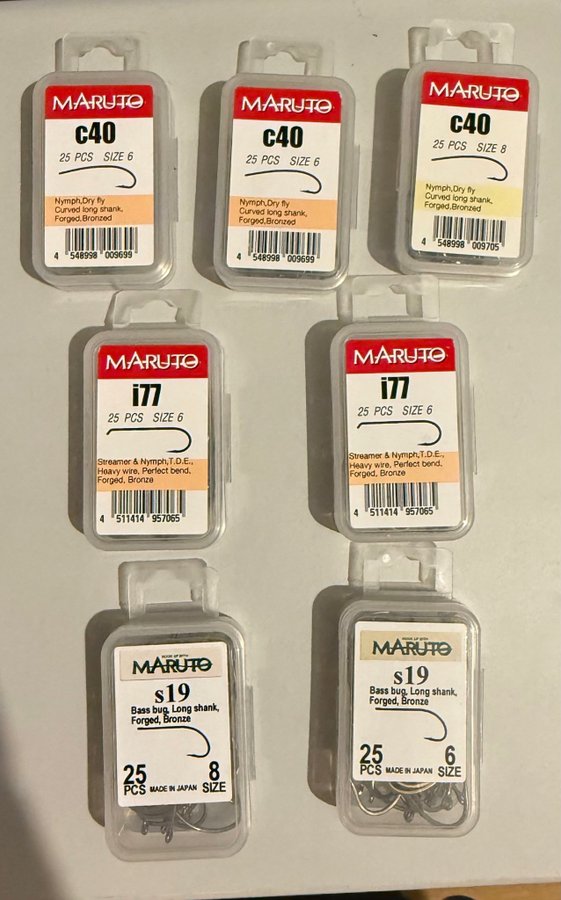 MARUTO
c40
25 PCS SIZE 6
Nymph,Dry fly
Curved long shank,
Forged,Bronzed
4 548998 009699
MARUTO
c40
25 PCS SIZE 6
Nymph,Dry fly
Curved long shank,
Forged,Bronzed
4 548998 009699
MARUTO
c40
25 PCS SIZE 8
Nymph,Dry fly
Curved long shank,
Forged,Bronzed
4 548998 009705
MARUTO
i77
25 PCS SIZE 6
Streamer & Nymph,T.D.E.,
Heavy wire, Perfect bend,
Forged, Bronze
4 511414 957065
MARUTO
i77
25 PCS SIZE 6
Streamer & Nymph,T.D.E.,
Heavy wire, Perfect bend,
Forged, Bronze
4 511414 957065
HOOK UP WITH
MARUTO
s19
Bass bug, Long shank,
Forged, Bronze
25 PCS MADE IN JAPAN 8 SIZE
HOOK UP WITH
MARUTO
s19
Bass bug, Long shank,
Forged, Bronze
25 PCS MADE IN JAPAN 6 SIZE